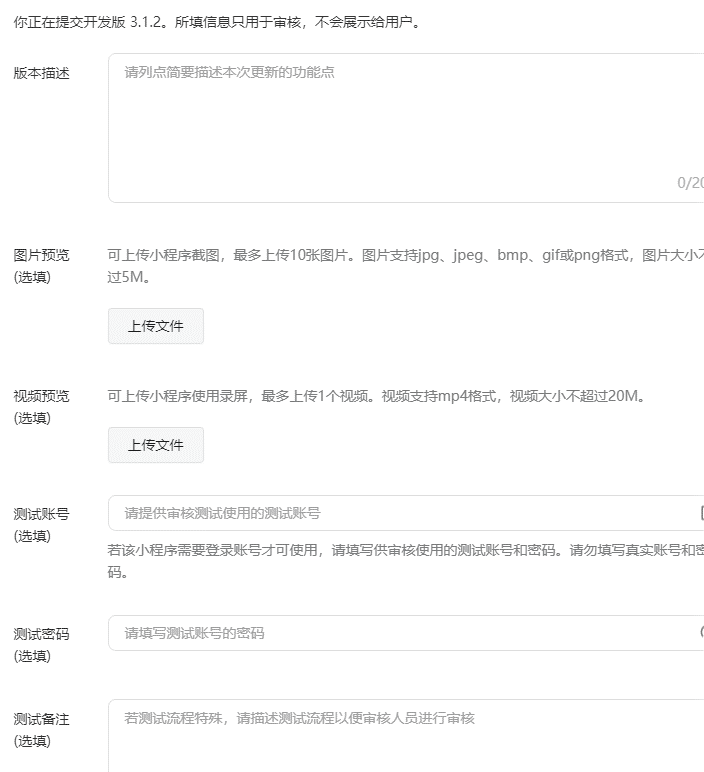 你正在提交开发版 3.1.2。所填信息只用于审核，不会展示给用户。
版本描述
请列点简要描述本次更新的功能点
0/20
图片预览
(选填)
可上传小程序截图，最多上传10张图片。图片支持jpg、jpeg、bmp、gif或png格式，图片大小不
过5M。
上传文件
视频预览
(选填)
可上传小程序使用录屏，最多上传1个视频。视频支持mp4格式，视频大小不超过20M。
上传文件
测试账号
(选填)
请提供审核测试使用的测试账号
若该小程序需要登录账号才可使用，请填写供审核使用的测试账号和密码。请勿填写真实账号和密
码。
测试密码
(选填)
请填写测试账号的密码
测试备注
(选填)
若测试流程特殊，请描述测试流程以便审核人员进行审核